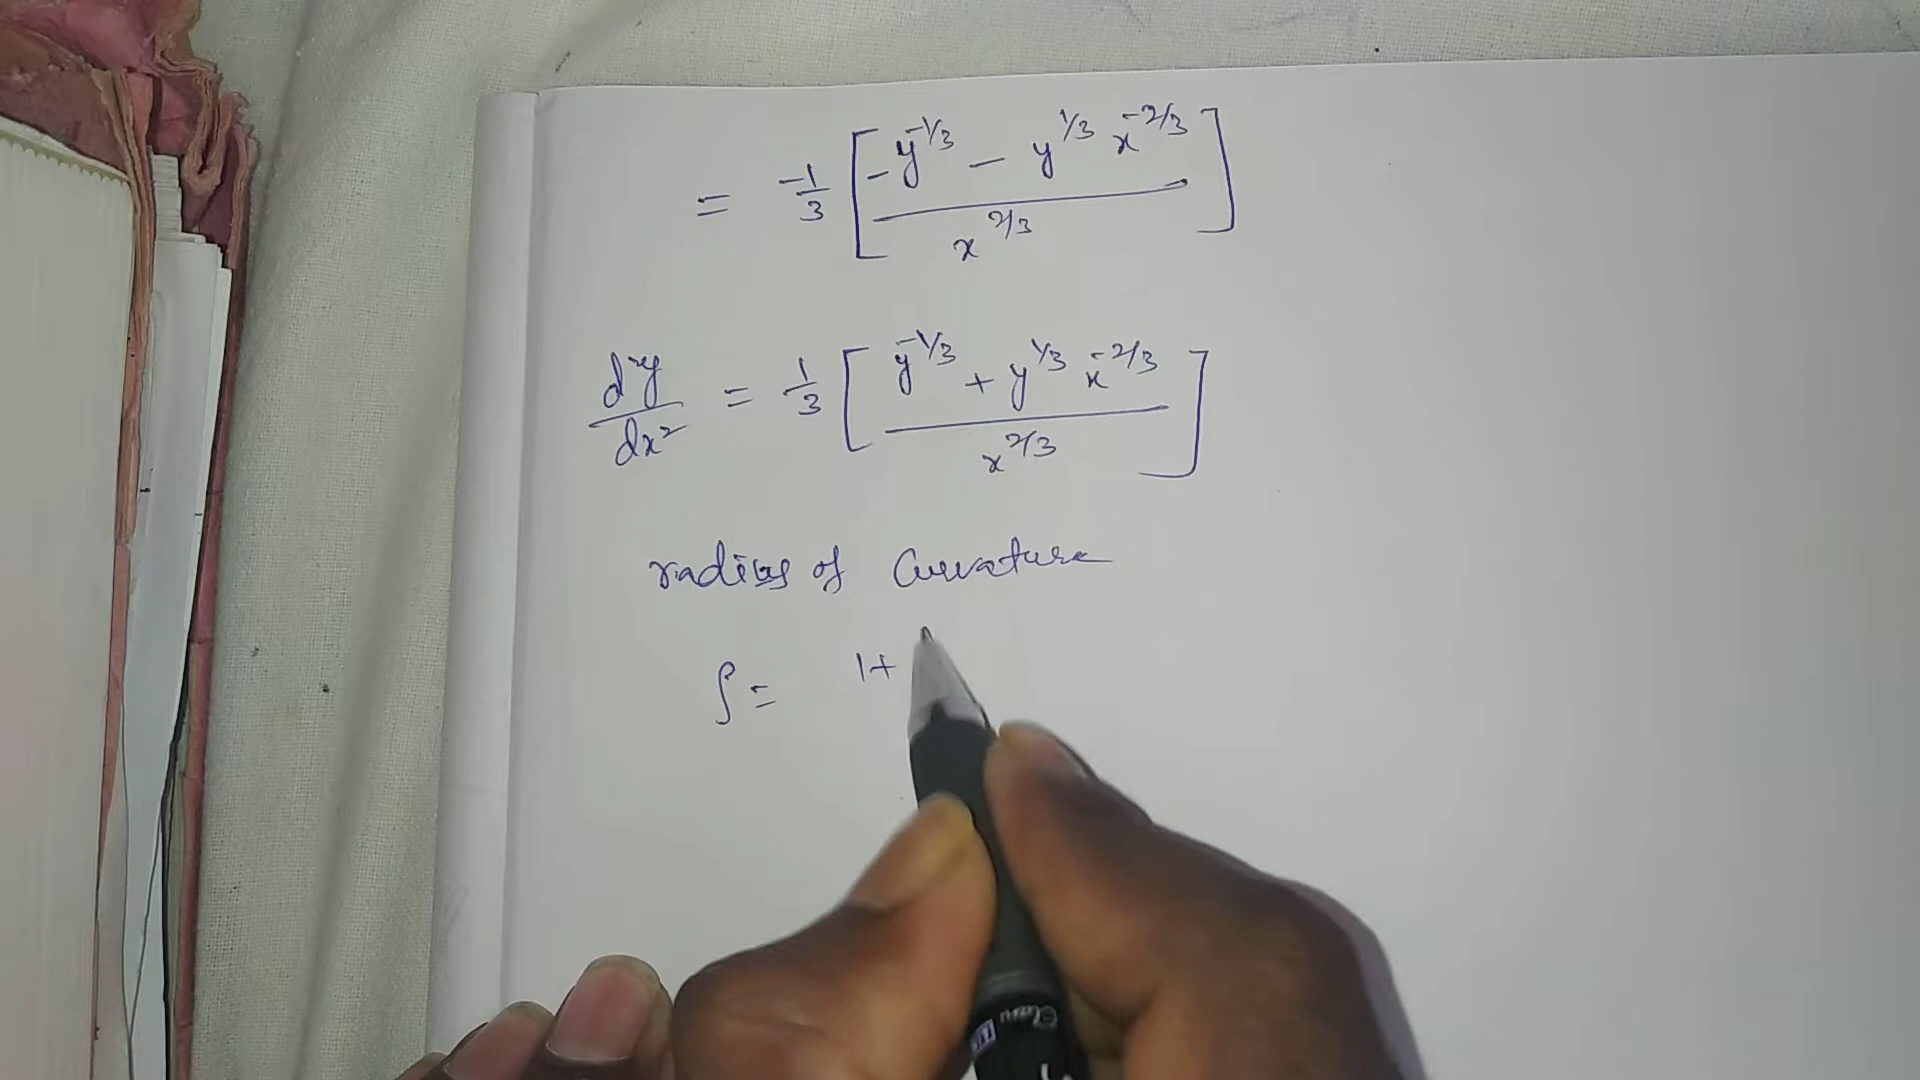 = -1/3 [ (-y^{-1/3} - y^{1/3} x^{-2/3}) / x^{2/3} ]
d²y/dx² = 1/3 [ (y^{-1/3} + y^{1/3} x^{-2/3}) / x^{2/3} ]
radius of Curvature
ρ = 1+